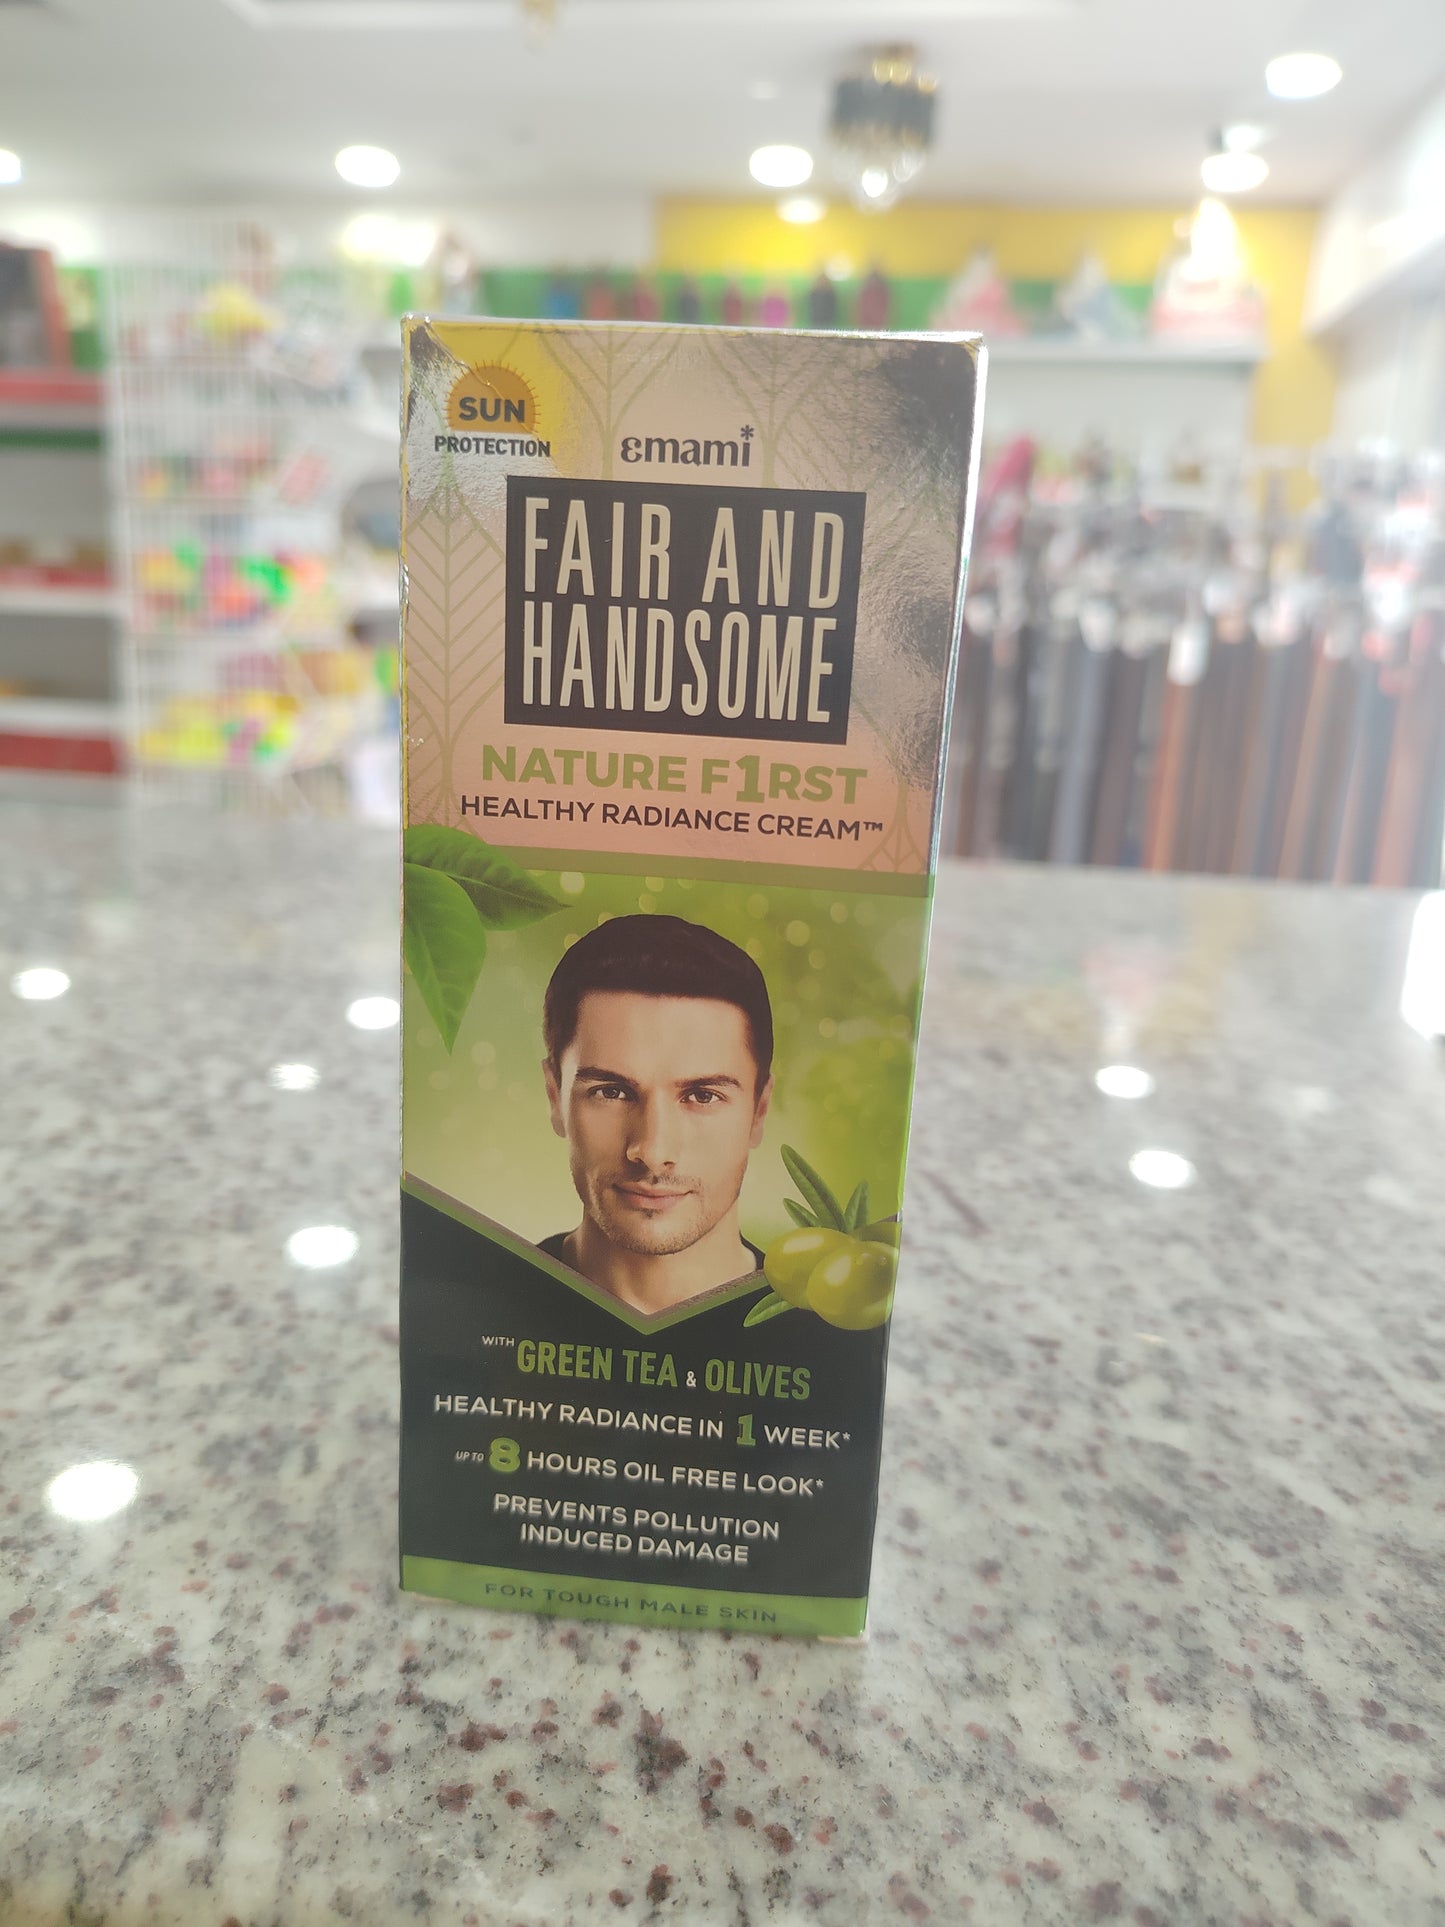 SUN
PROTECTION
emami*
FAIR AND
HANDSOME
NATURE F1RST
HEALTHY RADIANCE CREAM™
WITH GREEN TEA & OLIVES
HEALTHY RADIANCE IN 1 WEEK*
UP TO 8 HOURS OIL FREE LOOK*
PREVENTS POLLUTION
INDUCED DAMAGE
FOR TOUGH MALE SKIN